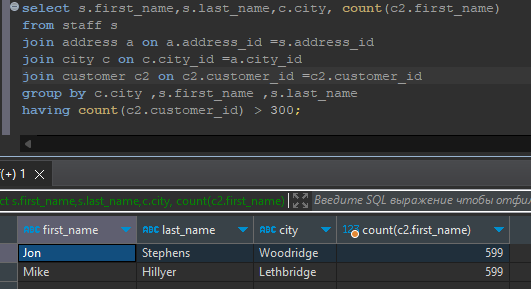 select s.first_name,s.last_name,c.city, count(c2.first_name)
from staff s
join address a on a.address_id =s.address_id
join city c on c.city_id =a.city_id
join customer c2 on c2.customer_id =c2.customer_id
group by c.city ,s.first_name ,s.last_name
having count(c2.customer_id) > 300;
(+) 1
ct s.first_name,s.last_name,c.city, count(c2.first_name)
Введите SQL выражение чтобы отфил
ABC first_name ABC last_name ABC city 123 count(c2.first_name)
Jon Stephens Woodridge 599
Mike Hillyer Lethbridge 599